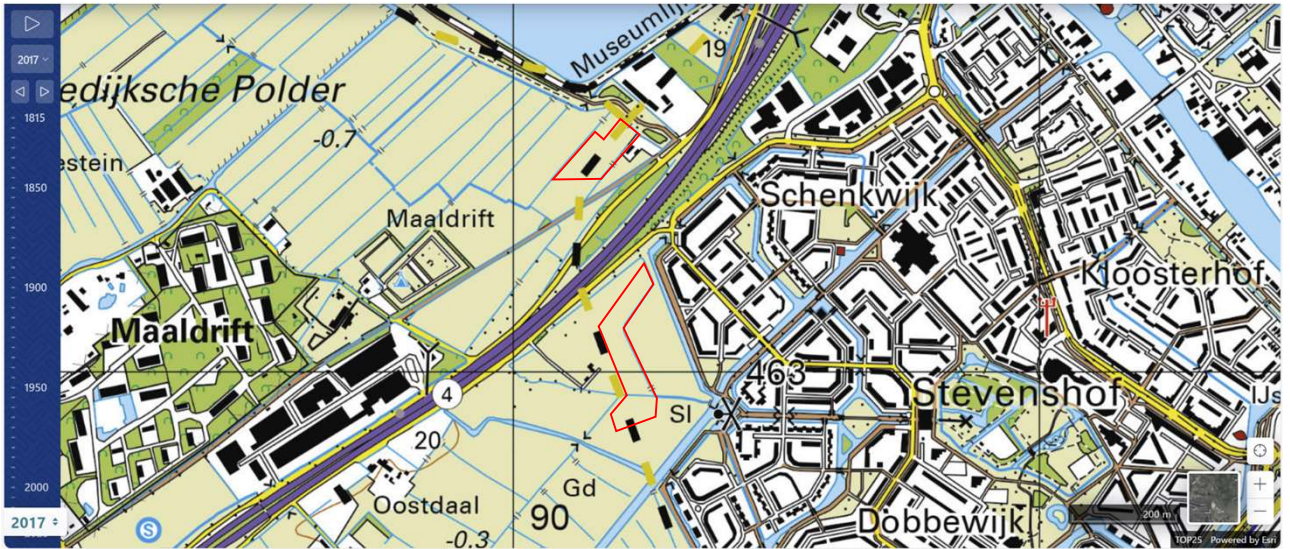 2017
1815
1850
1900
1950
2000
2017
edijksche Polder
-0.7
estein
Museumlij
19
Maaldrift
Maaldrift
Schenkwijk
Kloosterhof
463
Stevenshof
IJs
4
20
Sl
Gd
Oostdaal
90
-0.3
Dobbewijk
S
200 m
TOP25 Powered by Esri